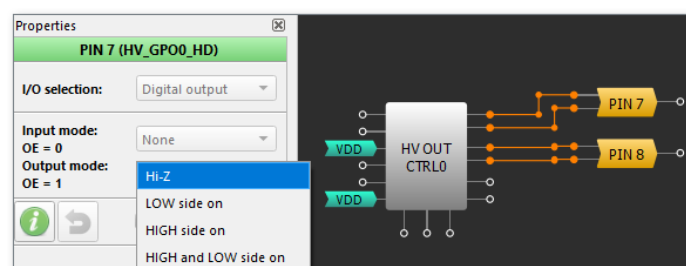 Properties
PIN 7 (HV_GPO0_HD)
I/O selection:
Digital output
Input mode:
OE = 0
None
Output mode:
OE = 1
Hi-Z
LOW side on
HIGH side on
HIGH and LOW side on
VDD
VDD
HV OUT
CTRL0
PIN 7
PIN 8